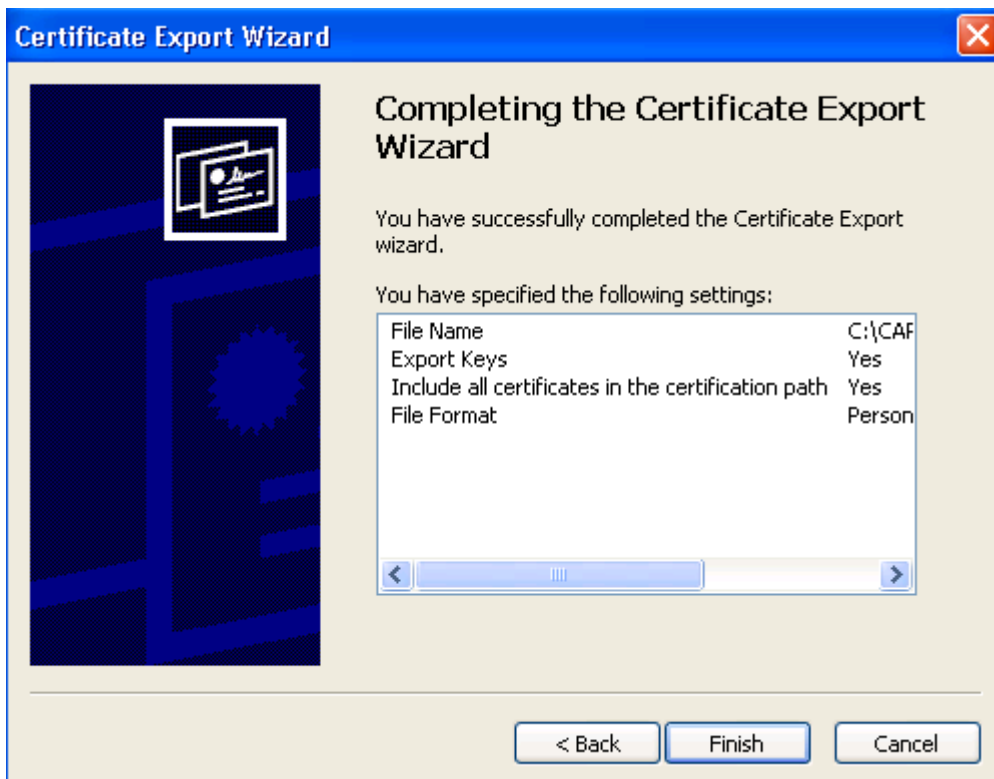 Certificate Export Wizard
Completing the Certificate Export
Wizard
You have successfully completed the Certificate Export
wizard.
You have specified the following settings:
File Name C:\CAF
Export Keys Yes
Include all certificates in the certification path Yes
File Format Person
< Back Finish Cancel